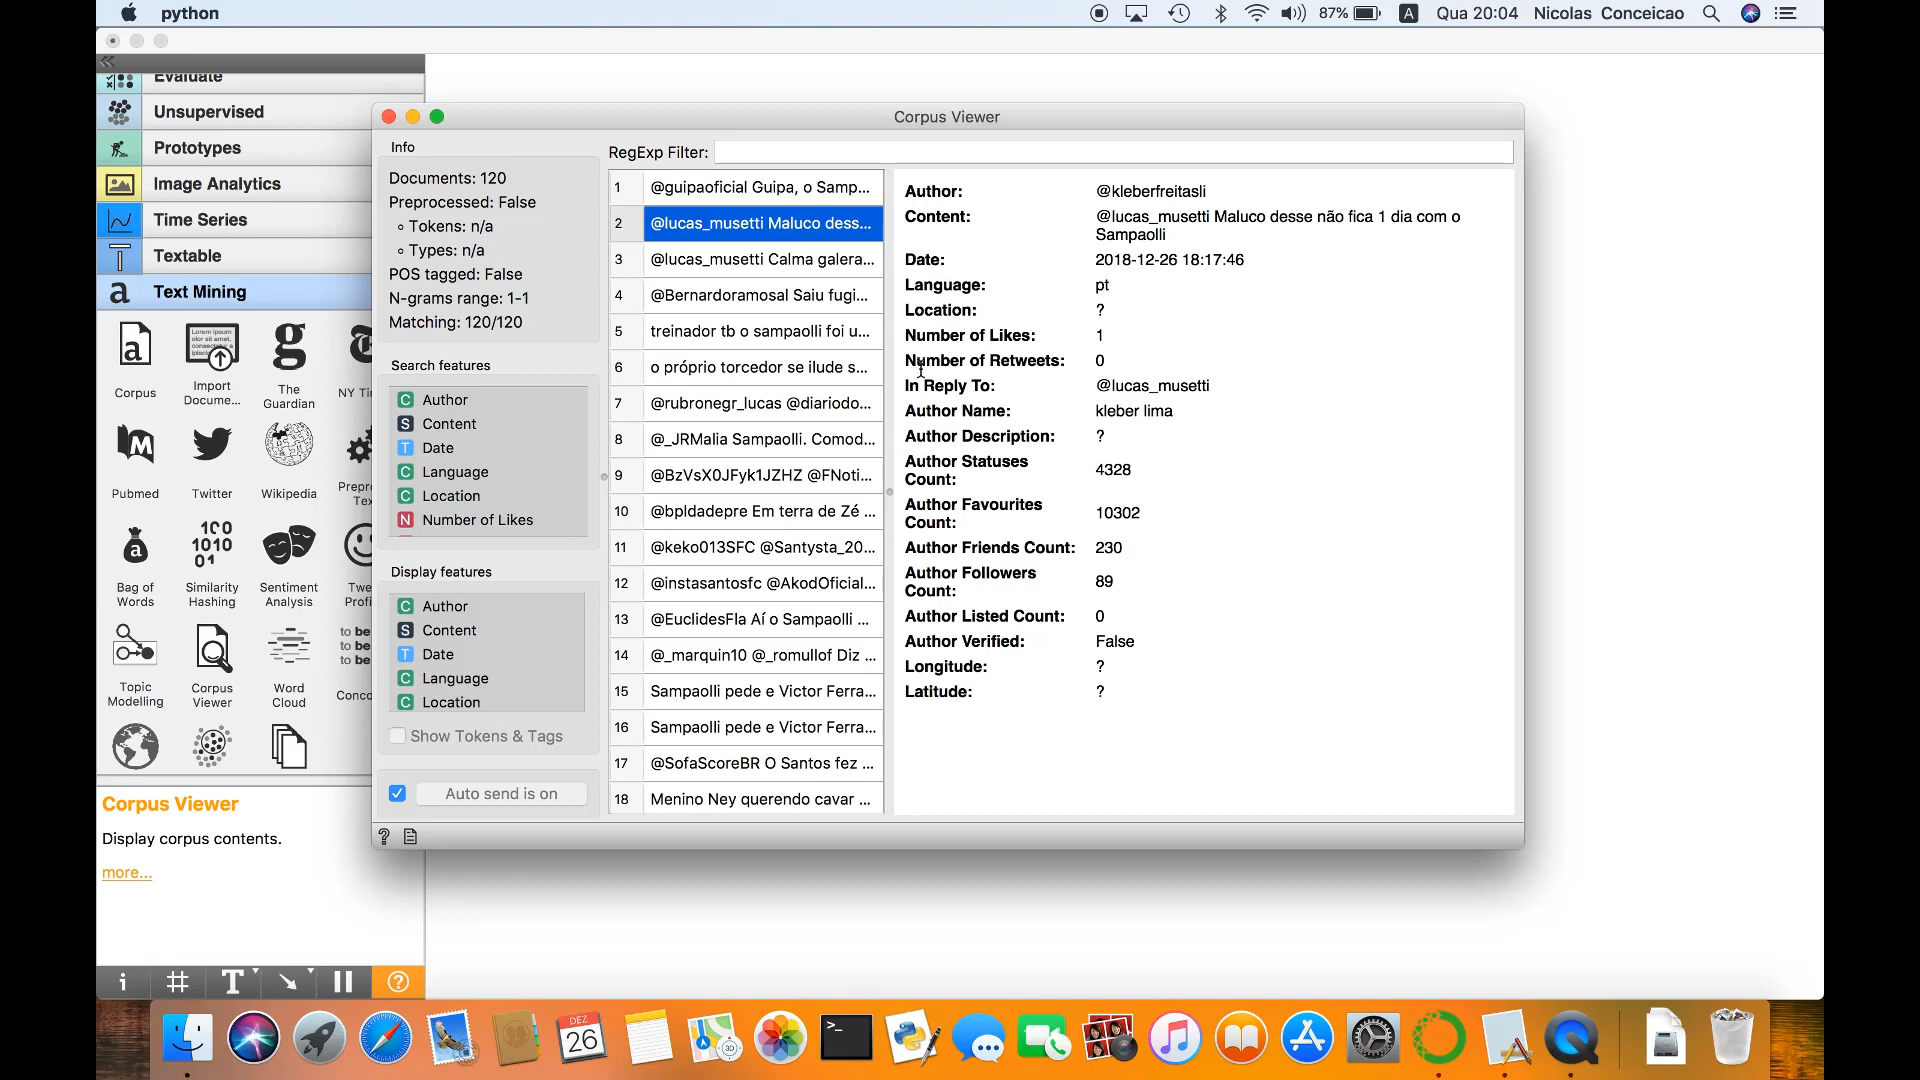 python
87%
A
Qua 20:04
Nicolas Conceicao
Evaluate
Unsupervised
Prototypes
Image Analytics
Time Series
Textable
Text Mining
Corpus
Import Docume...
The Guardian
NY Ti
Pubmed
Twitter
Wikipedia
Prepr
Tex
Bag of Words
Similarity Hashing
Sentiment Analysis
Twe
Profi
Topic Modelling
Corpus Viewer
Word Cloud
Conco
Corpus Viewer
Display corpus contents.
more...
Corpus Viewer
Info
Documents: 120
Preprocessed: False
◦ Tokens: n/a
◦ Types: n/a
POS tagged: False
N-grams range: 1-1
Matching: 120/120
Search features
C Author
S Content
T Date
C Language
C Location
N Number of Likes
Display features
C Author
S Content
T Date
C Language
C Location
Show Tokens & Tags
Auto send is on
RegExp Filter:
1 @guipaoficial Guipa, o Samp...
2 @lucas_musetti Maluco dess...
3 @lucas_musetti Calma galera...
4 @Bernardoramosal Saiu fugi...
5 treinador tb o sampaolli foi u...
6 o próprio torcedor se ilude s...
7 @rubronegr_lucas @diariodo...
8 @_JRMalia Sampaolli. Comod...
9 @BzVsX0JFyk1JZHZ @FNoti...
10 @bpldadepre Em terra de Zé ...
11 @keko013SFC @Santysta_20...
12 @instasantosfc @AkodOficial...
13 @EuclidesFla Aí o Sampaolli ...
14 @_marquin10 @_romullof Diz ...
15 Sampaolli pede e Victor Ferra...
16 Sampaolli pede e Victor Ferra...
17 @SofaScoreBR O Santos fez ...
18 Menino Ney querendo cavar ...
Author: @kleberfreitasli
Content: @lucas_musetti Maluco desse não fica 1 dia com o
Sampaolli
Date: 2018-12-26 18:17:46
Language: pt
Location: ?
Number of Likes: 1
Number of Retweets: 0
In Reply To: @lucas_musetti
Author Name: kleber lima
Author Description: ?
Author Statuses
Count: 4328
Author Favourites
Count: 10302
Author Friends Count: 230
Author Followers
Count: 89
Author Listed Count: 0
Author Verified: False
Longitude: ?
Latitude: ?
DEZ
26
3D